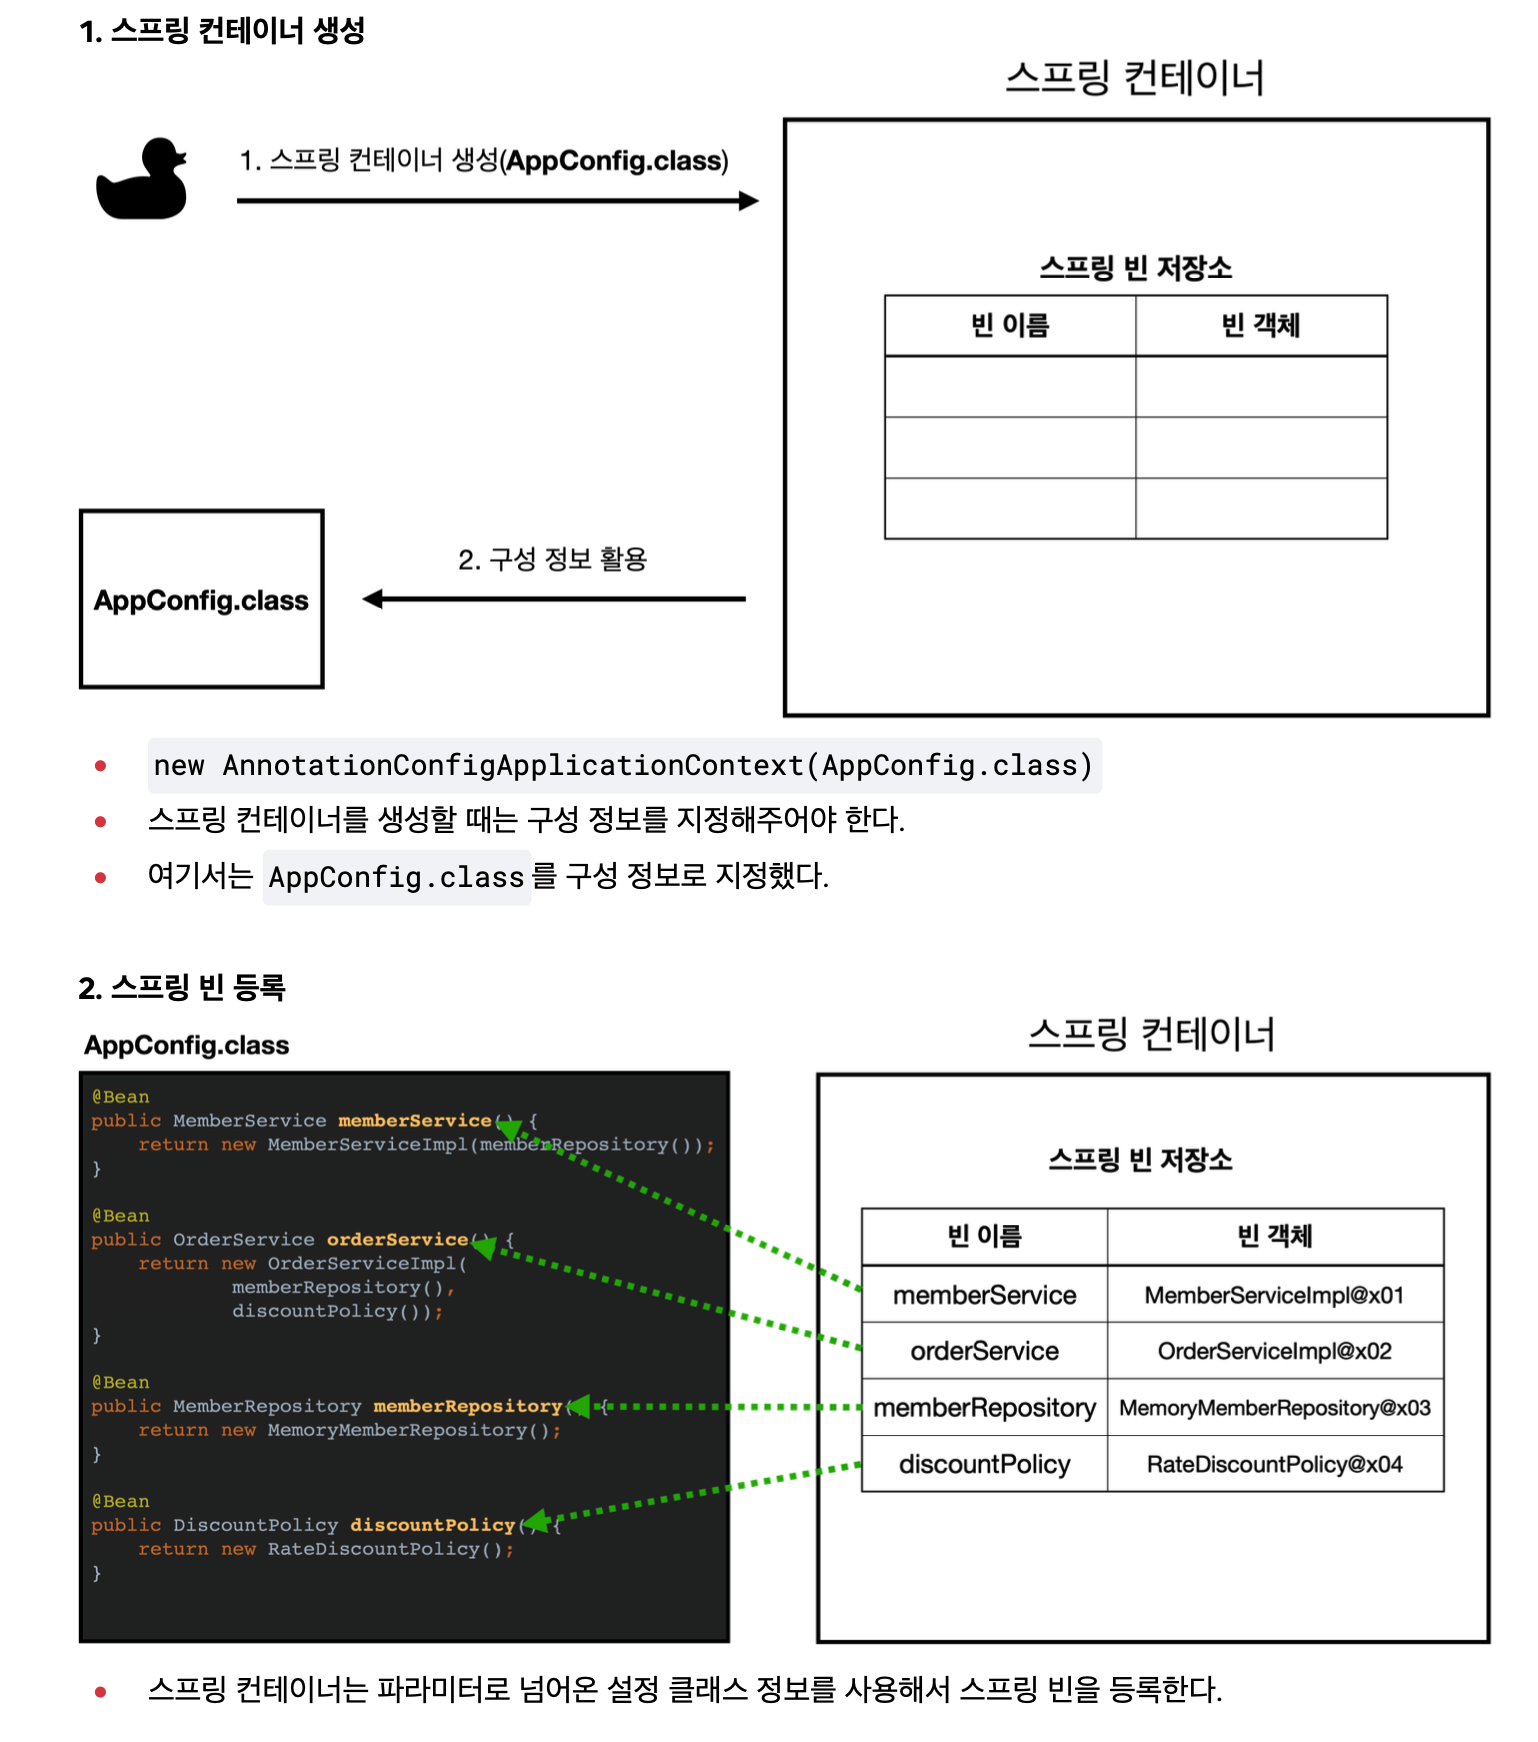 1. 스프링 컨테이너 생성
스프링 컨테이너
1. 스프링 컨테이너 생성(AppConfig.class)
스프링 빈 저장소
빈 이름 빈 객체
2. 구성 정보 활용
AppConfig.class
new AnnotationConfigApplicationContext(AppConfig.class)
스프링 컨테이너를 생성할 때는 구성 정보를 지정해주어야 한다.
여기서는 AppConfig.class를 구성 정보로 지정했다.
2. 스프링 빈 등록
AppConfig.class
@Bean
public MemberService memberService() {
return new MemberServiceImpl(memberRepository());
}
@Bean
public OrderService orderService() {
return new OrderServiceImpl(
memberRepository(),
discountPolicy());
}
@Bean
public MemberRepository memberRepository() {
return new MemoryMemberRepository();
}
@Bean
public DiscountPolicy discountPolicy() {
return new RateDiscountPolicy();
}
스프링 컨테이너
스프링 빈 저장소
빈 이름 빈 객체
memberService MemberServiceImpl@x01
orderService OrderServiceImpl@x02
memberRepository MemoryMemberRepository@x03
discountPolicy RateDiscountPolicy@x04
스프링 컨테이너는 파라미터로 넘어온 설정 클래스 정보를 사용해서 스프링 빈을 등록한다.